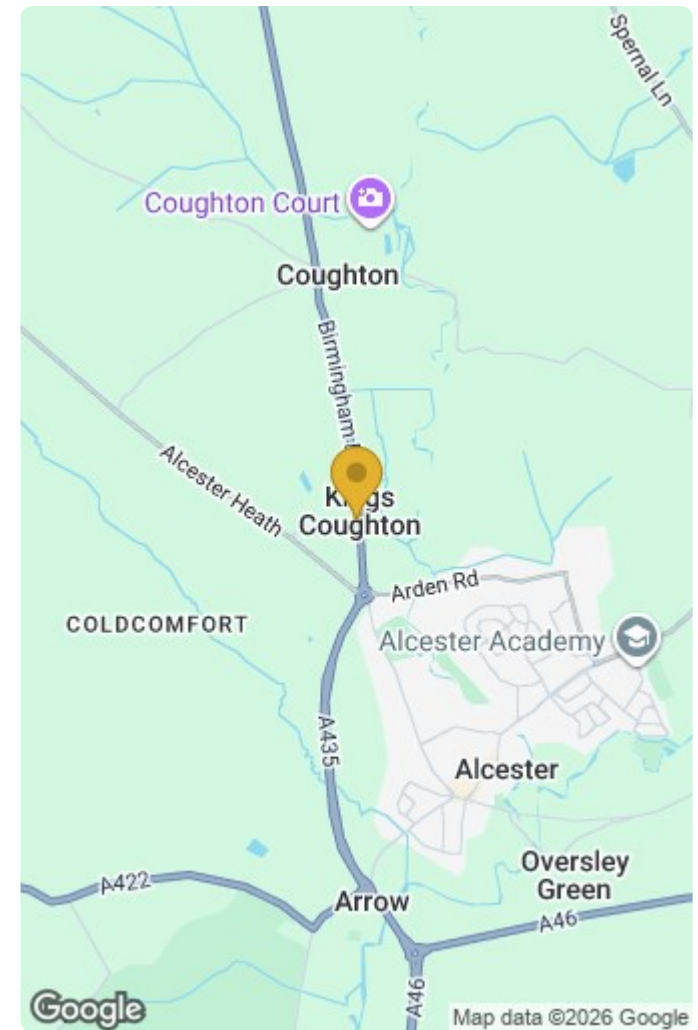 Spernal Ln
Coughton Court
Coughton
Birmingham
Alcester Heath
Kings
Coughton
Arden Rd
COLDCOMFORT
Alcester Academy
A435
Alcester
Oversley
Green
A422
Arrow
A46
A46
Google
Map data ©2026 Google